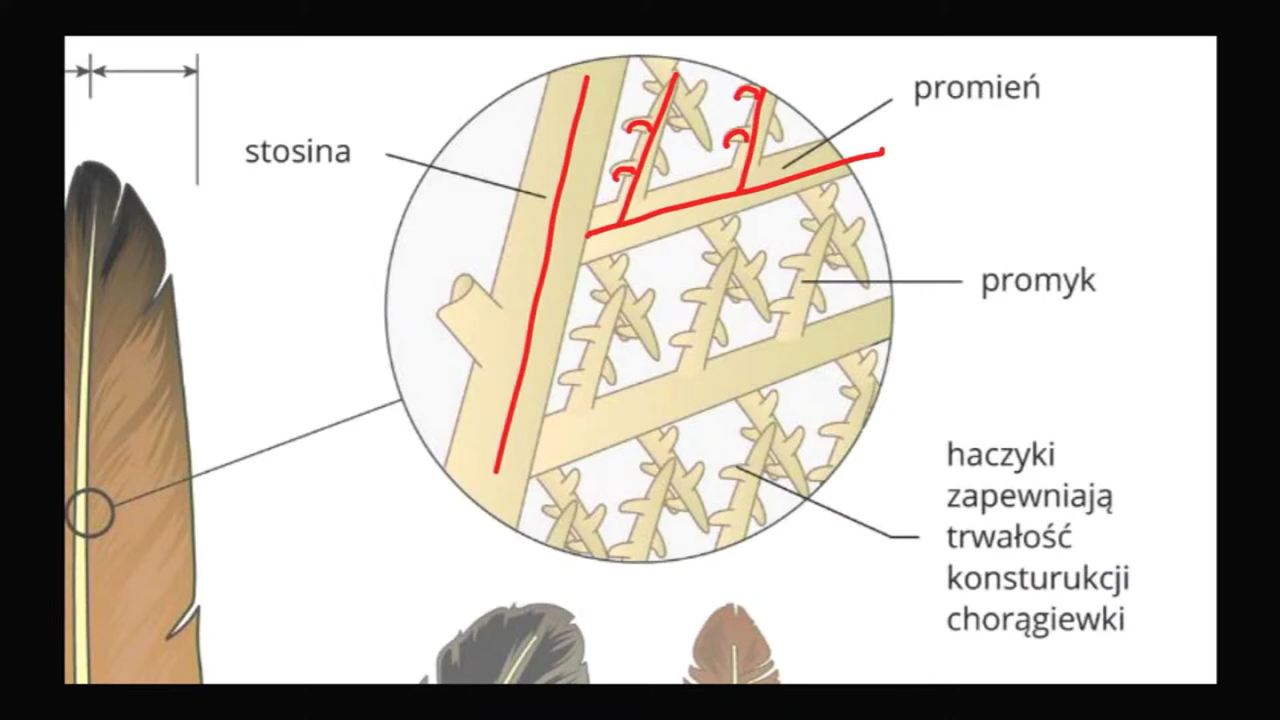 promień
stosina
promyk
haczyki
zapewniają
trwałość
konsturukcji
chorągiewki